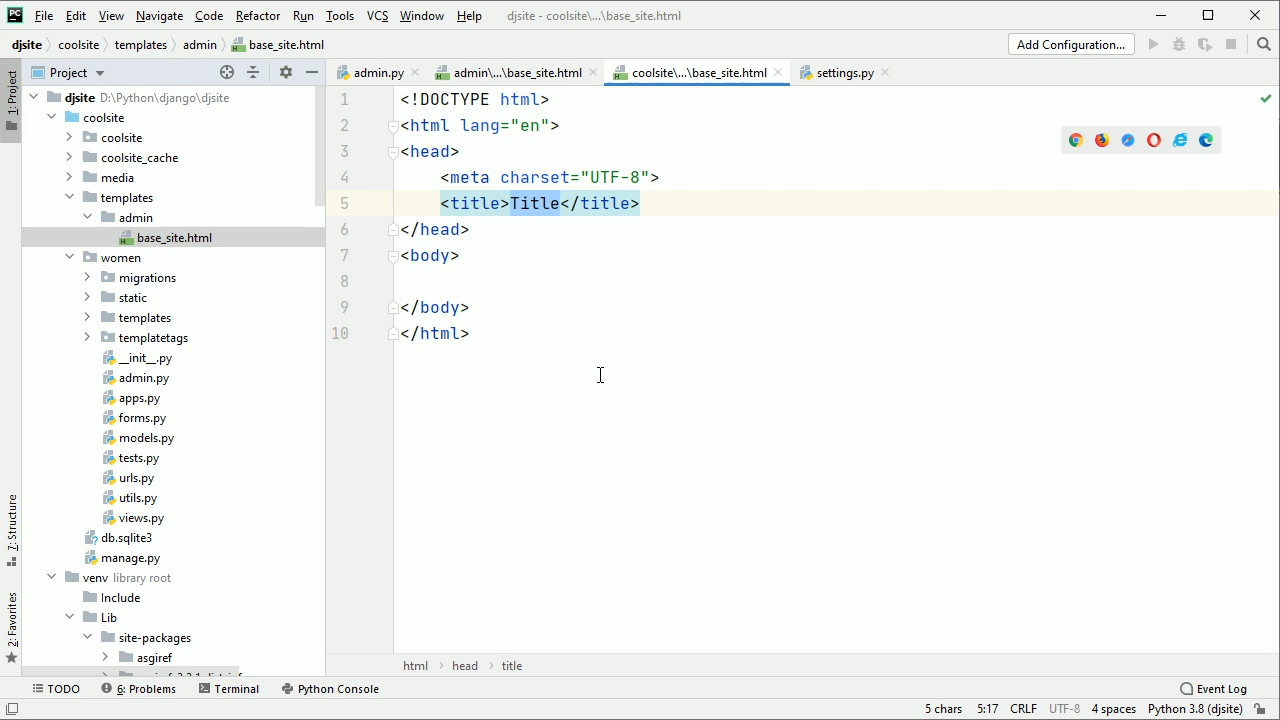 PC File Edit View Navigate Code Refactor Run Tools VCS Window Help djsite - coolsite\...\base_site.html
djsite coolsite templates admin base_site.html Add Configuration...
1: Project
Project
admin.py admin\...\base_site.html coolsite\...\base_site.html settings.py
djsite D:\Python\django\djsite
coolsite
coolsite
coolsite_cache
media
templates
admin
base_site.html
women
migrations
static
templates
templatetags
__init__.py
admin.py
apps.py
forms.py
models.py
tests.py
urls.py
utils.py
views.py
db.sqlite3
manage.py
venv library root
Include
Lib
site-packages
asgiref
1 <!DOCTYPE html>
2 <html lang="en">
3 <head>
4 <meta charset="UTF-8">
5 <title>Title</title>
6 </head>
7 <body>
8
9 </body>
10 </html>
7: Structure
2: Favorites
html head title
TODO 6: Problems Terminal Python Console Event Log
5 chars 5:17 CRLF UTF-8 4 spaces Python 3.8 (djsite)